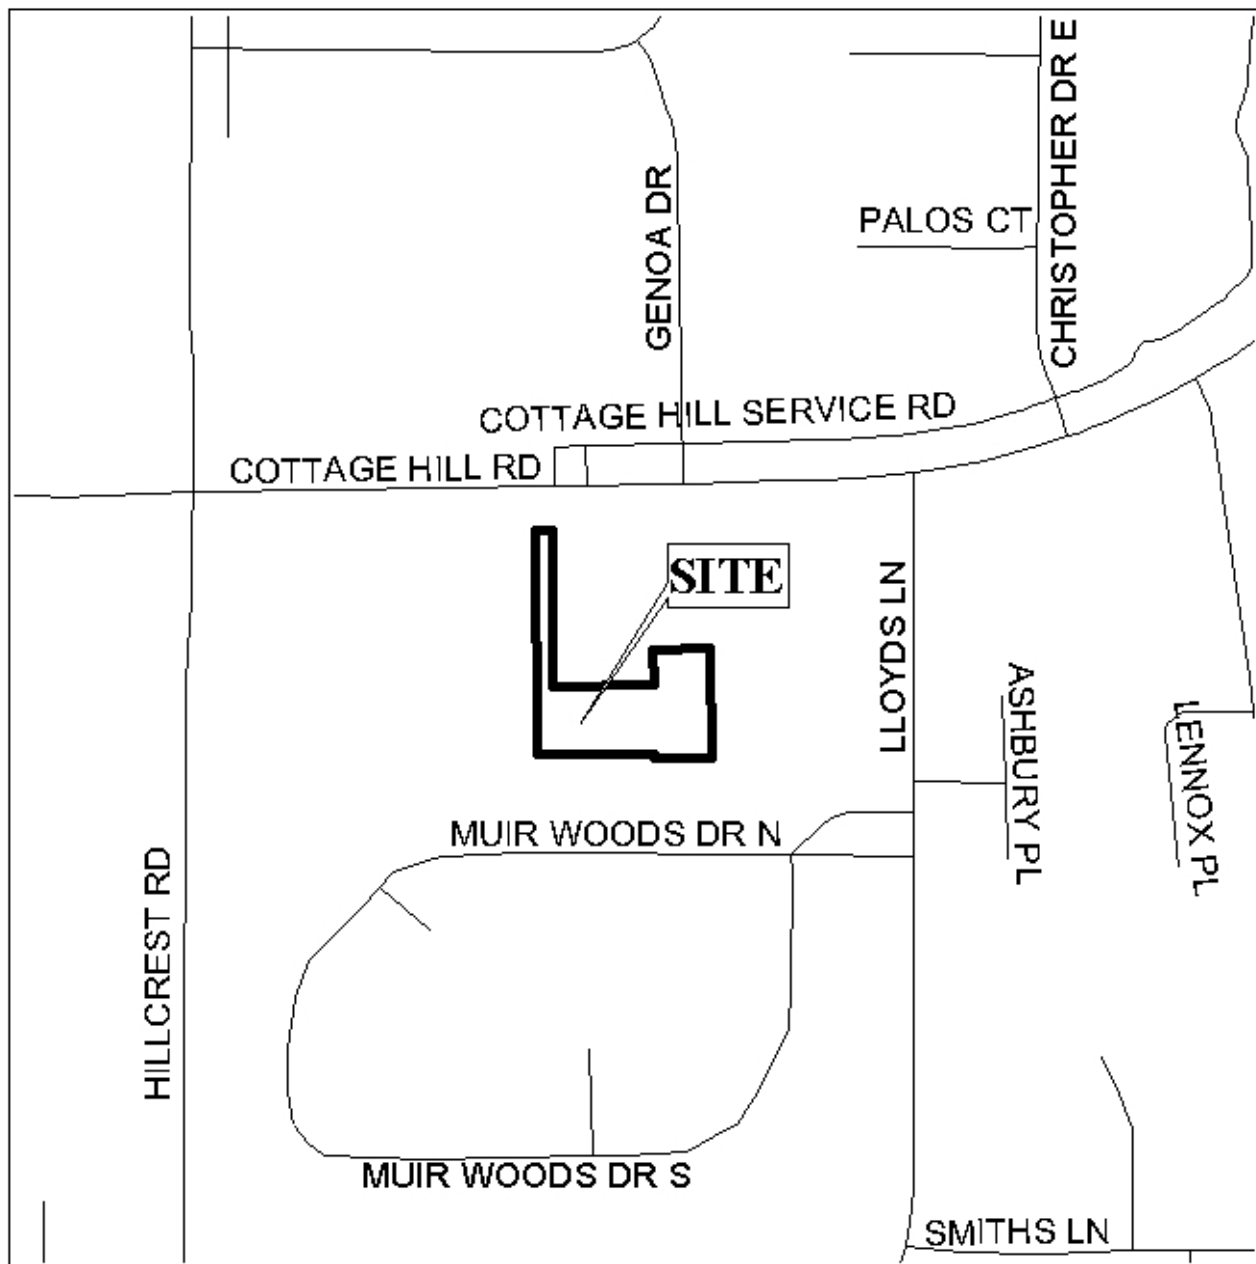 CHRISTOPHER DR E
GENOA DR
PALOS CT
COTTAGE HILL SERVICE RD
COTTAGE HILL RD
SITE
LLOYDS LN
ASHBURY PL
LENNOX PL
MUIR WOODS DR N
HILLCREST RD
MUIR WOODS DR S
SMITHS LN